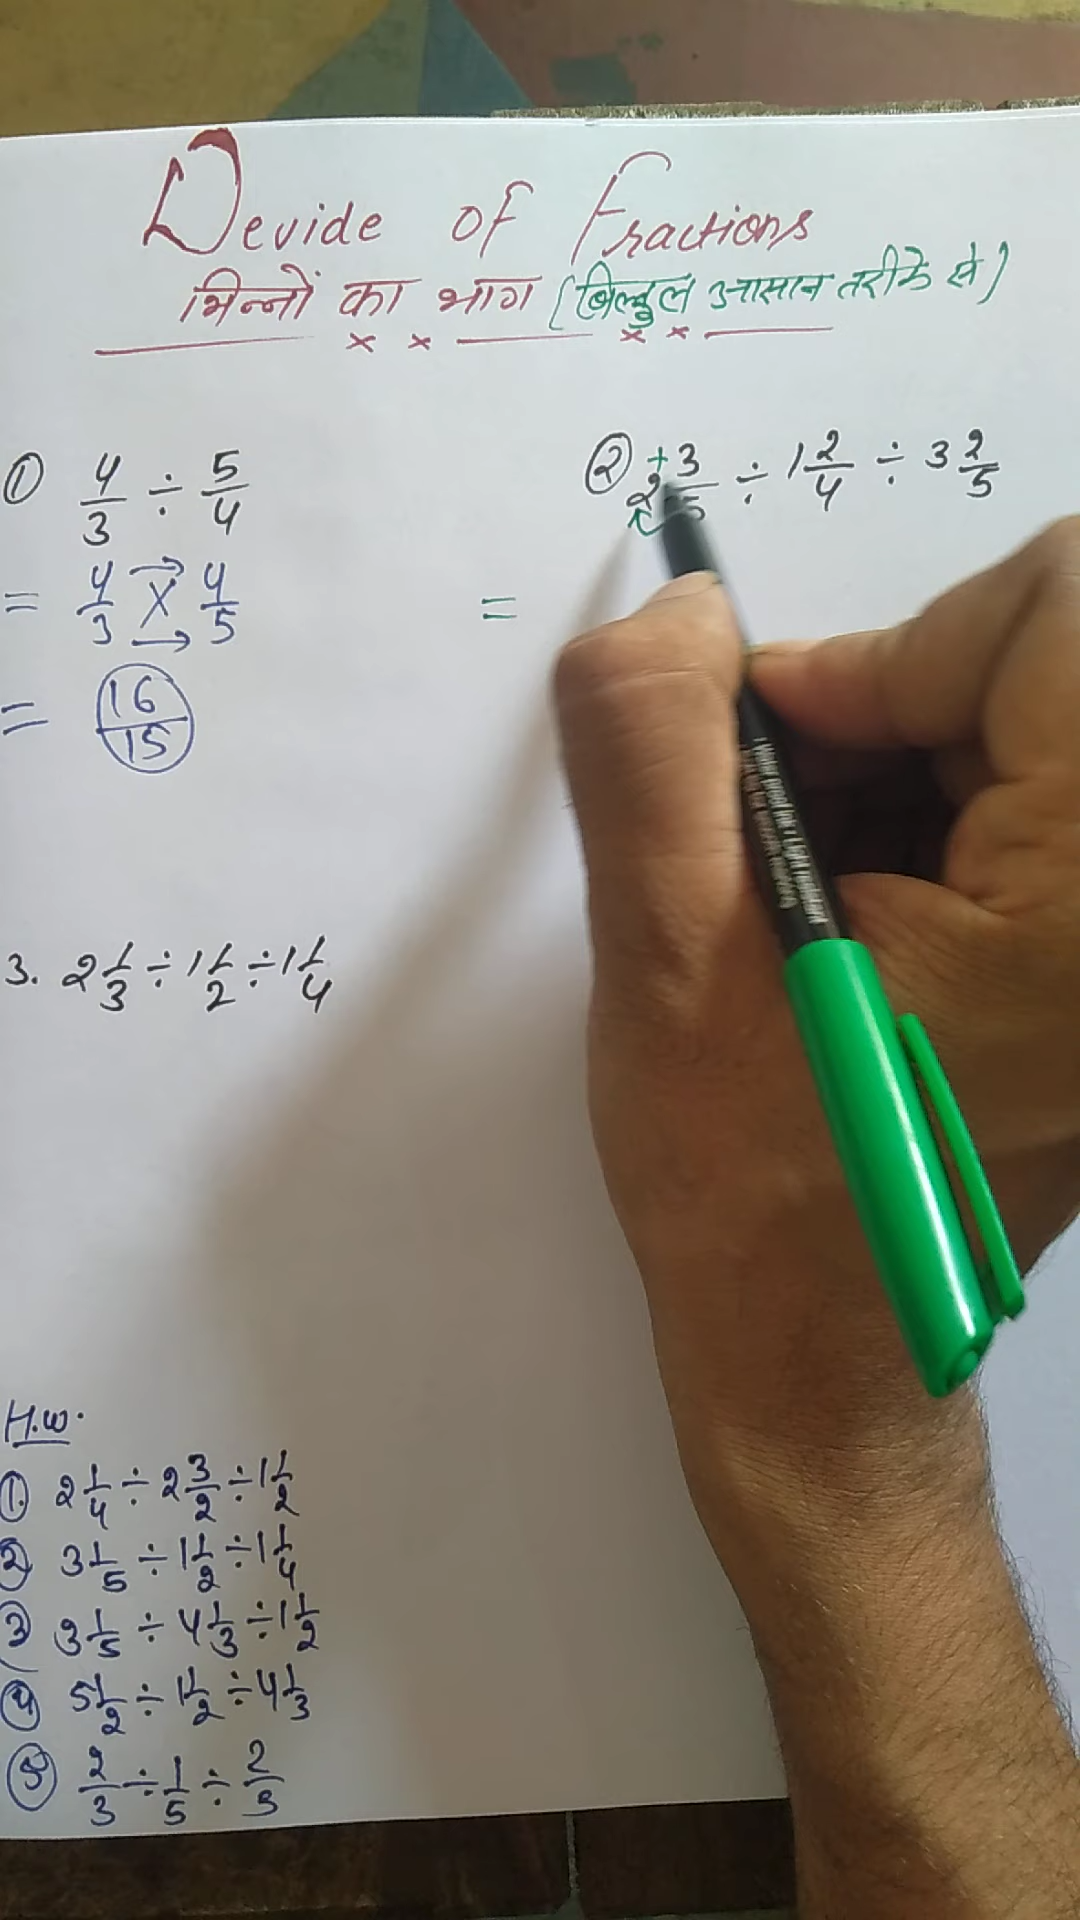 Devide of Fractions
भिन्नों का भाग (बिल्कुल आसान तरीके से)
① 4/3 ÷ 5/4
= 4/3 × 4/5
= 16/15
② 2 + 3/5 ÷ 1 2/4 ÷ 3 2/5
=
3. 2 1/3 ÷ 1 1/2 ÷ 1 1/4
H.W.
①. 2 1/4 ÷ 2 3/2 ÷ 1 1/2
② 3 1/5 ÷ 1 1/2 ÷ 1 1/4
③ 3 1/5 ÷ 4 1/3 ÷ 1 1/2
④ 5 1/2 ÷ 1 1/2 ÷ 4 1/3
⑤ 2/3 ÷ 1/5 ÷ 2/3